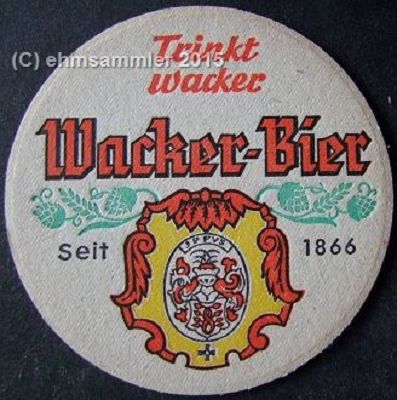 (C) ehmsammler 2015
Trinkt
Wacker
Wacker-Bier
Seit 1866